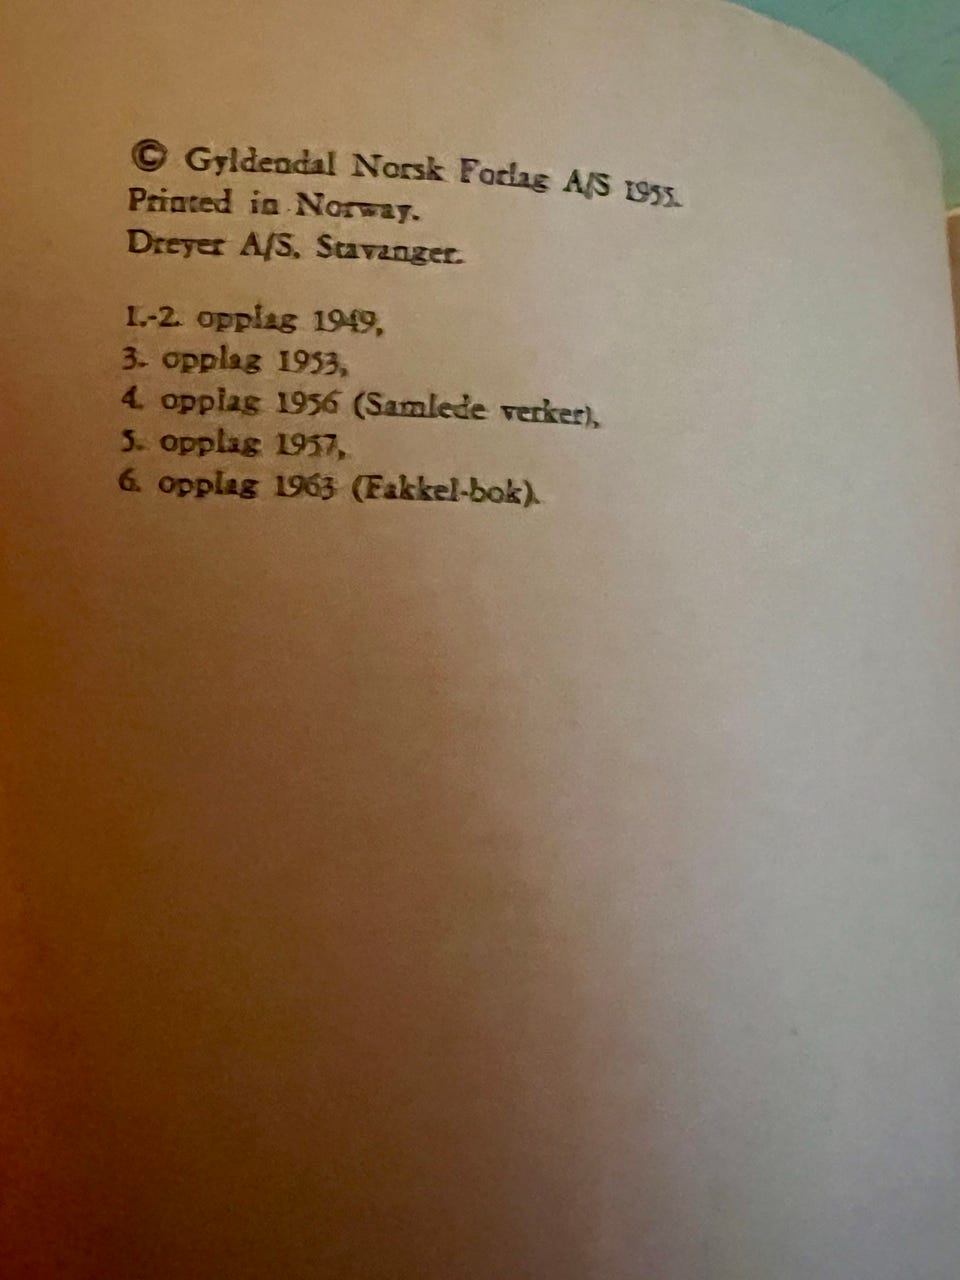 © Gyldendal Norsk Forlag A/S 1955.
Printed in Norway.
Dreyer A/S, Stavanger.
1.-2. opplag 1949,
3. opplag 1953,
4. opplag 1956 (Samlede verker),
5. opplag 1957,
6. opplag 1963 (Fakkel-bok).